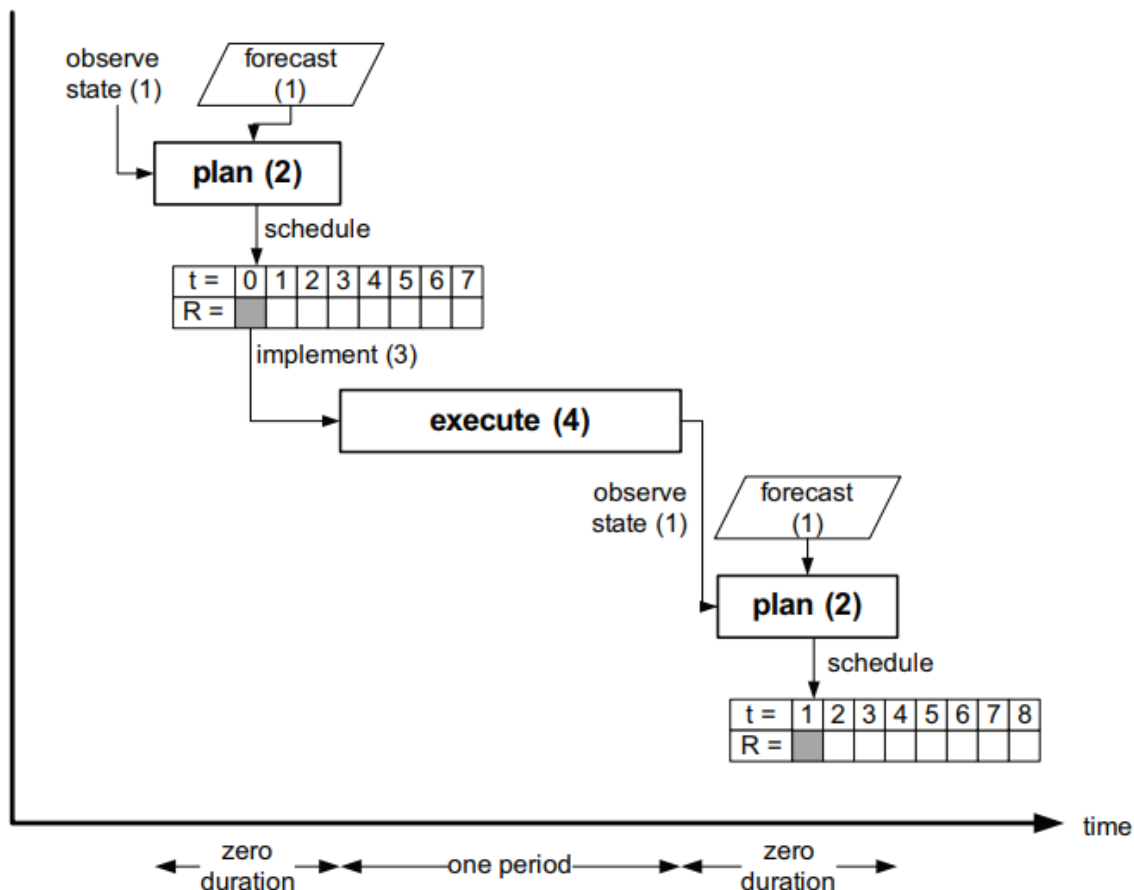 observe
state (1)
forecast
(1)
plan (2)
schedule
t = 0 1 2 3 4 5 6 7
R =
implement (3)
execute (4)
observe
state (1)
forecast
(1)
plan (2)
schedule
t = 1 2 3 4 5 6 7 8
R =
time
zero
duration
one period
zero
duration